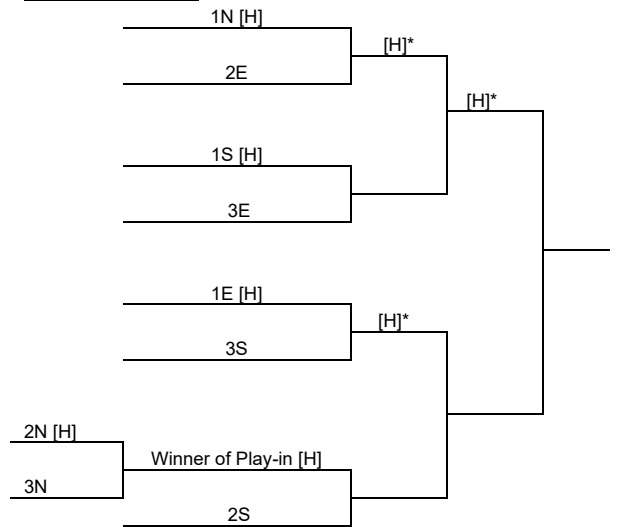 1N [H]
[H]*
2E
[H]*
1S [H]
3E
1E [H]
[H]*
3S
2N [H]
Winner of Play-in [H]
3N
2S